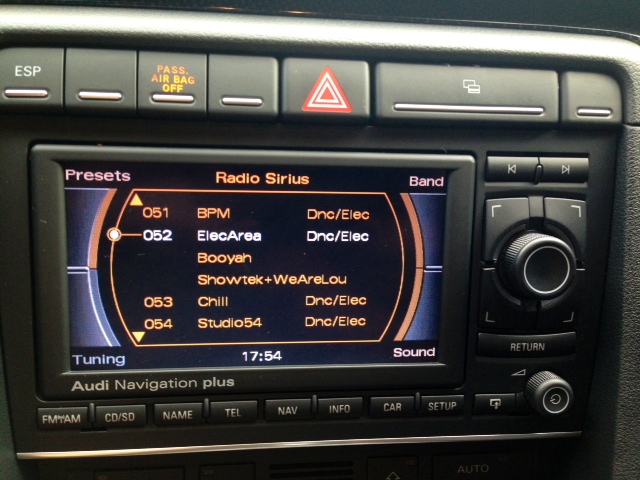 ESP
PASS.
AIR BAG
OFF
Presets
Radio Sirius
Band
051 BPM Dnc/Elec
052 ElecArea Dnc/Elec
Booyah
Showtek+WeAreLou
053 Chill Dnc/Elec
054 Studio54 Dnc/Elec
Tuning
17:54
Sound
RETURN
Audi Navigation plus
FM/AM
CD/SD
NAME
TEL
NAV
INFO
CAR
SETUP
AUTO